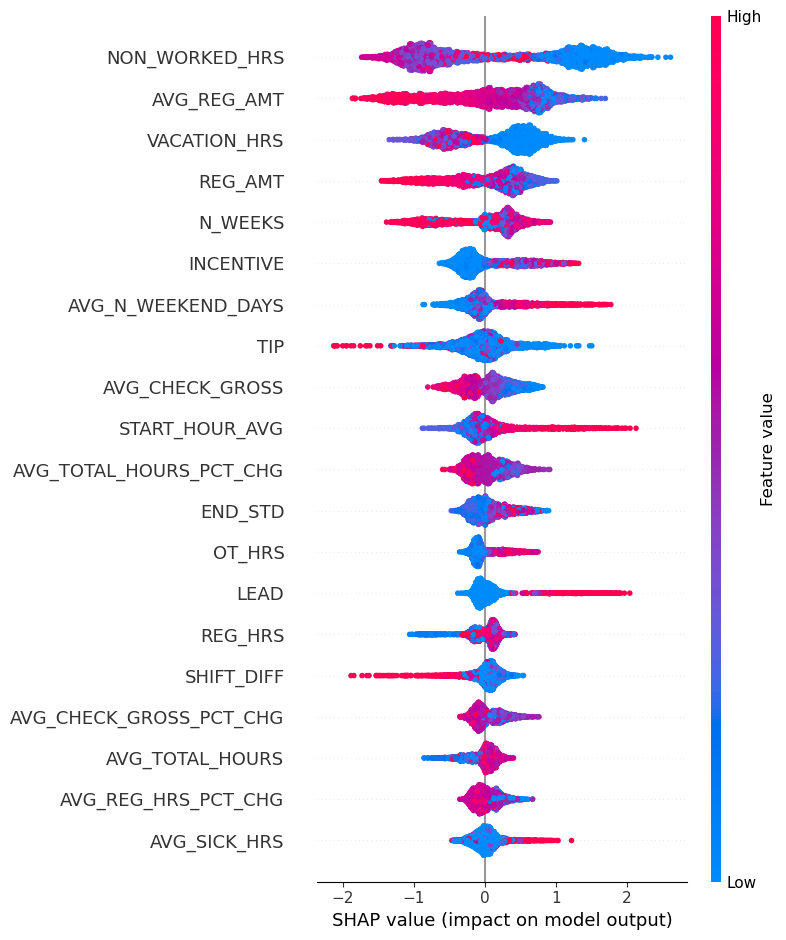 High
NON_WORKED_HRS
AVG_REG_AMT
VACATION_HRS
REG_AMT
N_WEEKS
INCENTIVE
AVG_N_WEEKEND_DAYS
TIP
AVG_CHECK_GROSS
START_HOUR_AVG
AVG_TOTAL_HOURS_PCT_CHG
END_STD
OT_HRS
LEAD
REG_HRS
SHIFT_DIFF
AVG_CHECK_GROSS_PCT_CHG
AVG_TOTAL_HOURS
AVG_REG_HRS_PCT_CHG
AVG_SICK_HRS
Feature value
Low
−2 −1 0 1 2
SHAP value (impact on model output)